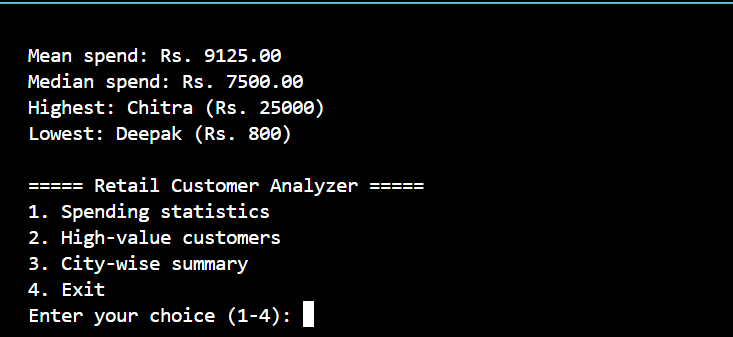 Mean spend: Rs. 9125.00
Median spend: Rs. 7500.00
Highest: Chitra (Rs. 25000)
Lowest: Deepak (Rs. 800)
===== Retail Customer Analyzer =====
1. Spending statistics
2. High-value customers
3. City-wise summary
4. Exit
Enter your choice (1-4):